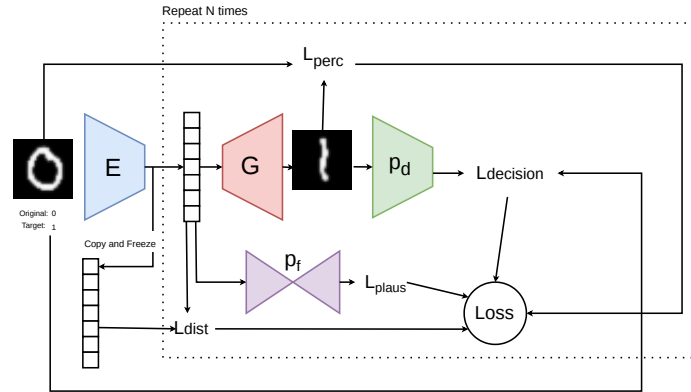 Repeat N times
Lperc
E
G
pd
Ldecision
Original: 0
Target: 1
Copy and Freeze
pf
Lplaus
Loss
Ldist